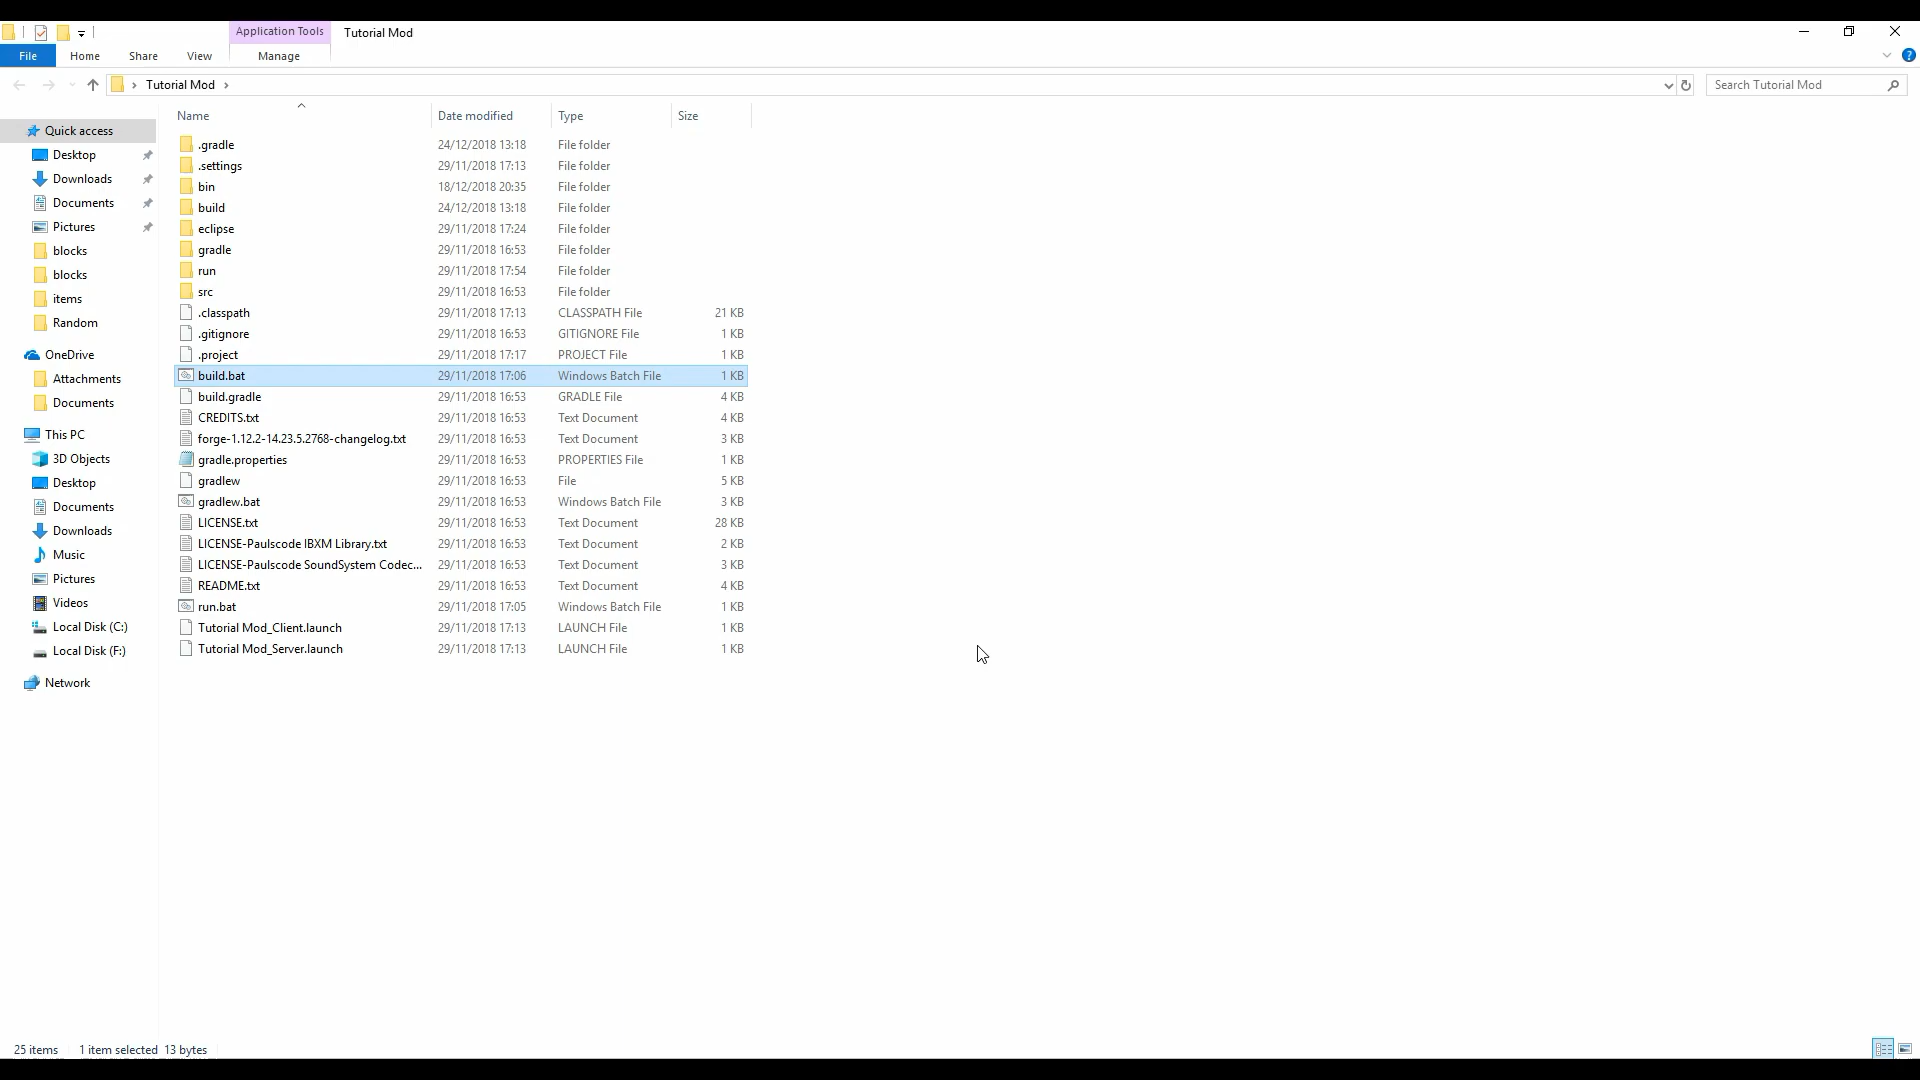 Application Tools
Tutorial Mod
File
Home
Share
View
Manage
Tutorial Mod
Search Tutorial Mod
Name
Date modified
Type
Size
Quick access
Desktop
Downloads
Documents
Pictures
blocks
blocks
items
Random
OneDrive
Attachments
Documents
This PC
3D Objects
Desktop
Documents
Downloads
Music
Pictures
Videos
Local Disk (C:)
Local Disk (F:)
Network
.gradle 24/12/2018 13:18 File folder
.settings 29/11/2018 17:13 File folder
bin 18/12/2018 20:35 File folder
build 24/12/2018 13:18 File folder
eclipse 29/11/2018 17:24 File folder
gradle 29/11/2018 16:53 File folder
run 29/11/2018 17:54 File folder
src 29/11/2018 16:53 File folder
.classpath 29/11/2018 17:13 CLASSPATH File 21 KB
.gitignore 29/11/2018 16:53 GITIGNORE File 1 KB
.project 29/11/2018 17:17 PROJECT File 1 KB
build.bat 29/11/2018 17:06 Windows Batch File 1 KB
build.gradle 29/11/2018 16:53 GRADLE File 4 KB
CREDITS.txt 29/11/2018 16:53 Text Document 4 KB
forge-1.12.2-14.23.5.2768-changelog.txt 29/11/2018 16:53 Text Document 3 KB
gradle.properties 29/11/2018 16:53 PROPERTIES File 1 KB
gradlew 29/11/2018 16:53 File 5 KB
gradlew.bat 29/11/2018 16:53 Windows Batch File 3 KB
LICENSE.txt 29/11/2018 16:53 Text Document 28 KB
LICENSE-Paulscode IBXM Library.txt 29/11/2018 16:53 Text Document 2 KB
LICENSE-Paulscode SoundSystem Codec... 29/11/2018 16:53 Text Document 3 KB
README.txt 29/11/2018 16:53 Text Document 4 KB
run.bat 29/11/2018 17:05 Windows Batch File 1 KB
Tutorial Mod_Client.launch 29/11/2018 17:13 LAUNCH File 1 KB
Tutorial Mod_Server.launch 29/11/2018 17:13 LAUNCH File 1 KB
25 items 1 item selected 13 bytes